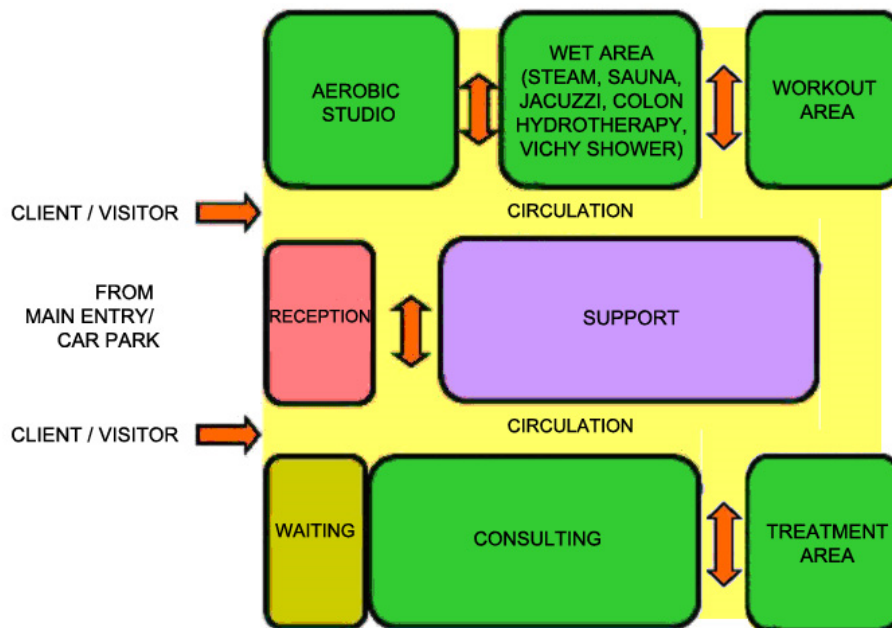 AEROBIC
STUDIO
WET AREA
(STEAM, SAUNA,
JACUZZI, COLON
HYDROTHERAPY,
VICHY SHOWER)
WORKOUT
AREA
CLIENT / VISITOR
CIRCULATION
FROM
MAIN ENTRY/
CAR PARK
RECEPTION
SUPPORT
CLIENT / VISITOR
CIRCULATION
WAITING
CONSULTING
TREATMENT
AREA